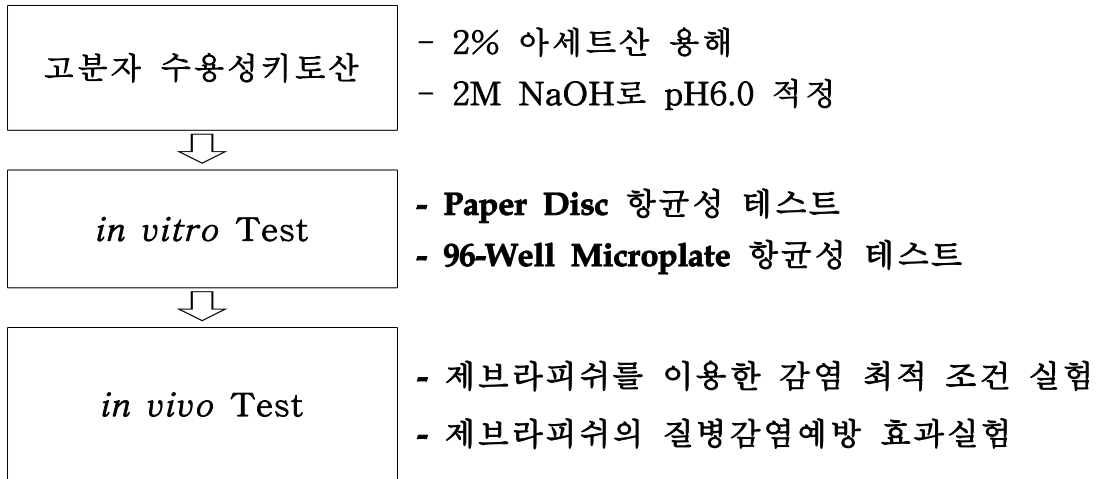 고분자 수용성키토산
- 2% 아세트산 용해
- 2M NaOH로 pH6.0 적정
in vitro Test
- Paper Disc 항균성 테스트
- 96-Well Microplate 항균성 테스트
in vivo Test
- 제브라피쉬를 이용한 감염 최적 조건 실험
- 제브라피쉬의 질병감염예방 효과실험